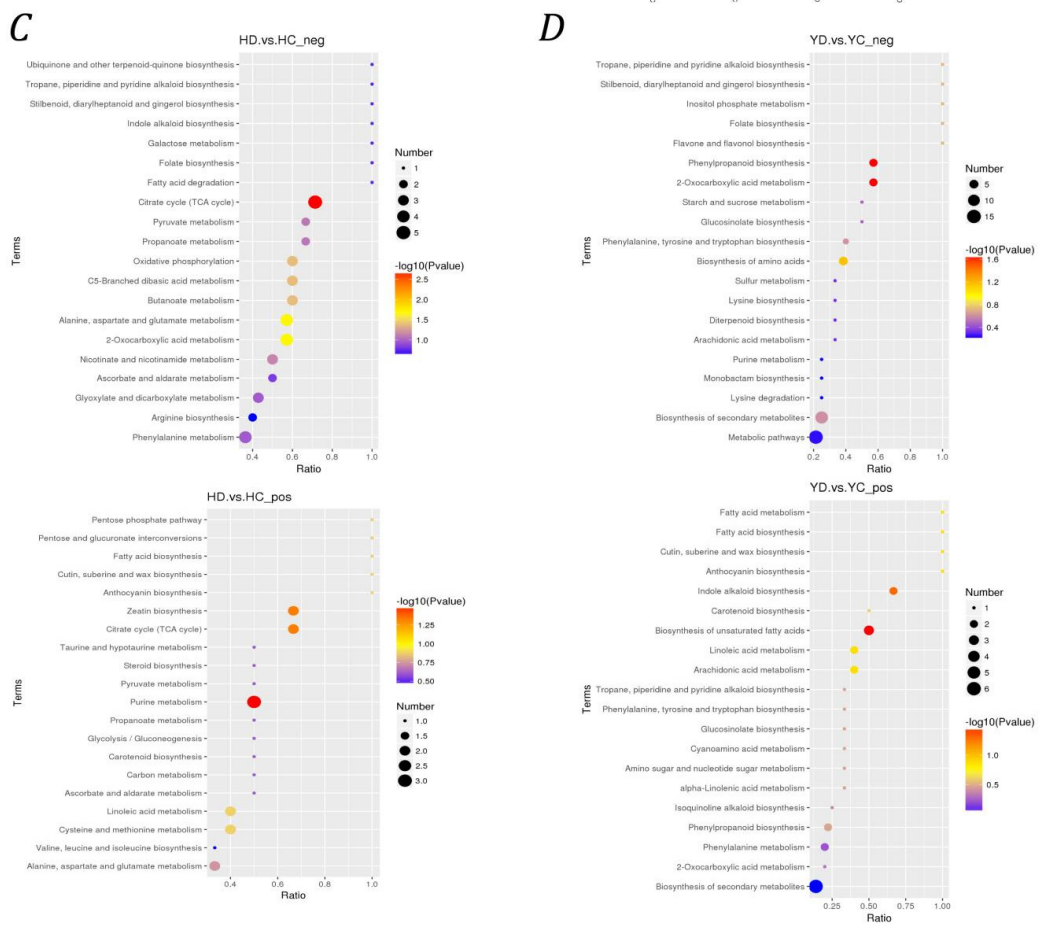 C
HD.vs.HC_neg
Ubiquinone and other terpenoid-quinone biosynthesis
Tropane, piperidine and pyridine alkaloid biosynthesis
Stilbenoid, diarylheptanoid and gingerol biosynthesis
Indole alkaloid biosynthesis
Galactose metabolism
Folate biosynthesis
Fatty acid degradation
Citrate cycle (TCA cycle)
Pyruvate metabolism
Propanoate metabolism
Oxidative phosphorylation
C5-Branched dibasic acid metabolism
Butanoate metabolism
Alanine, aspartate and glutamate metabolism
2-Oxocarboxylic acid metabolism
Nicotinate and nicotinamide metabolism
Ascorbate and aldarate metabolism
Glyoxylate and dicarboxylate metabolism
Arginine biosynthesis
Phenylalanine metabolism
Terms
0.4 0.6 0.8 1.0
Ratio
Number
1
2
3
4
5
-log10(Pvalue)
2.5
2.0
1.5
1.0
D
YD.vs.YC_neg
Tropane, piperidine and pyridine alkaloid biosynthesis
Stilbenoid, diarylheptanoid and gingerol biosynthesis
Inositol phosphate metabolism
Folate biosynthesis
Flavone and flavonol biosynthesis
Phenylpropanoid biosynthesis
2-Oxocarboxylic acid metabolism
Starch and sucrose metabolism
Glucosinolate biosynthesis
Phenylalanine, tyrosine and tryptophan biosynthesis
Biosynthesis of amino acids
Sulfur metabolism
Lysine biosynthesis
Diterpenoid biosynthesis
Arachidonic acid metabolism
Purine metabolism
Monobactam biosynthesis
Lysine degradation
Biosynthesis of secondary metabolites
Metabolic pathways
Terms
0.2 0.4 0.6 0.8 1.0
Ratio
Number
5
10
15
-log10(Pvalue)
1.6
1.2
0.8
0.4
HD.vs.HC_pos
Pentose phosphate pathway
Pentose and glucuronate interconversions
Fatty acid biosynthesis
Cutin, suberine and wax biosynthesis
Anthocyanin biosynthesis
Zeatin biosynthesis
Citrate cycle (TCA cycle)
Taurine and hypotaurine metabolism
Steroid biosynthesis
Pyruvate metabolism
Purine metabolism
Propanoate metabolism
Glycolysis / Gluconeogenesis
Carotenoid biosynthesis
Carbon metabolism
Ascorbate and aldarate metabolism
Linoleic acid metabolism
Cysteine and methionine metabolism
Valine, leucine and isoleucine biosynthesis
Alanine, aspartate and glutamate metabolism
Terms
0.4 0.6 0.8 1.0
Ratio
-log10(Pvalue)
1.25
1.00
0.75
0.50
Number
1.0
1.5
2.0
2.5
3.0
YD.vs.YC_pos
Fatty acid metabolism
Fatty acid biosynthesis
Cutin, suberine and wax biosynthesis
Anthocyanin biosynthesis
Indole alkaloid biosynthesis
Carotenoid biosynthesis
Biosynthesis of unsaturated fatty acids
Linoleic acid metabolism
Arachidonic acid metabolism
Tropane, piperidine and pyridine alkaloid biosynthesis
Phenylalanine, tyrosine and tryptophan biosynthesis
Glucosinolate biosynthesis
Cyanoamino acid metabolism
Amino sugar and nucleotide sugar metabolism
alpha-Linolenic acid metabolism
Isoquinoline alkaloid biosynthesis
Phenylpropanoid biosynthesis
Phenylalanine metabolism
2-Oxocarboxylic acid metabolism
Biosynthesis of secondary metabolites
Terms
0.25 0.50 0.75 1.00
Ratio
Number
1
2
3
4
5
6
-log10(Pvalue)
1.0
0.5